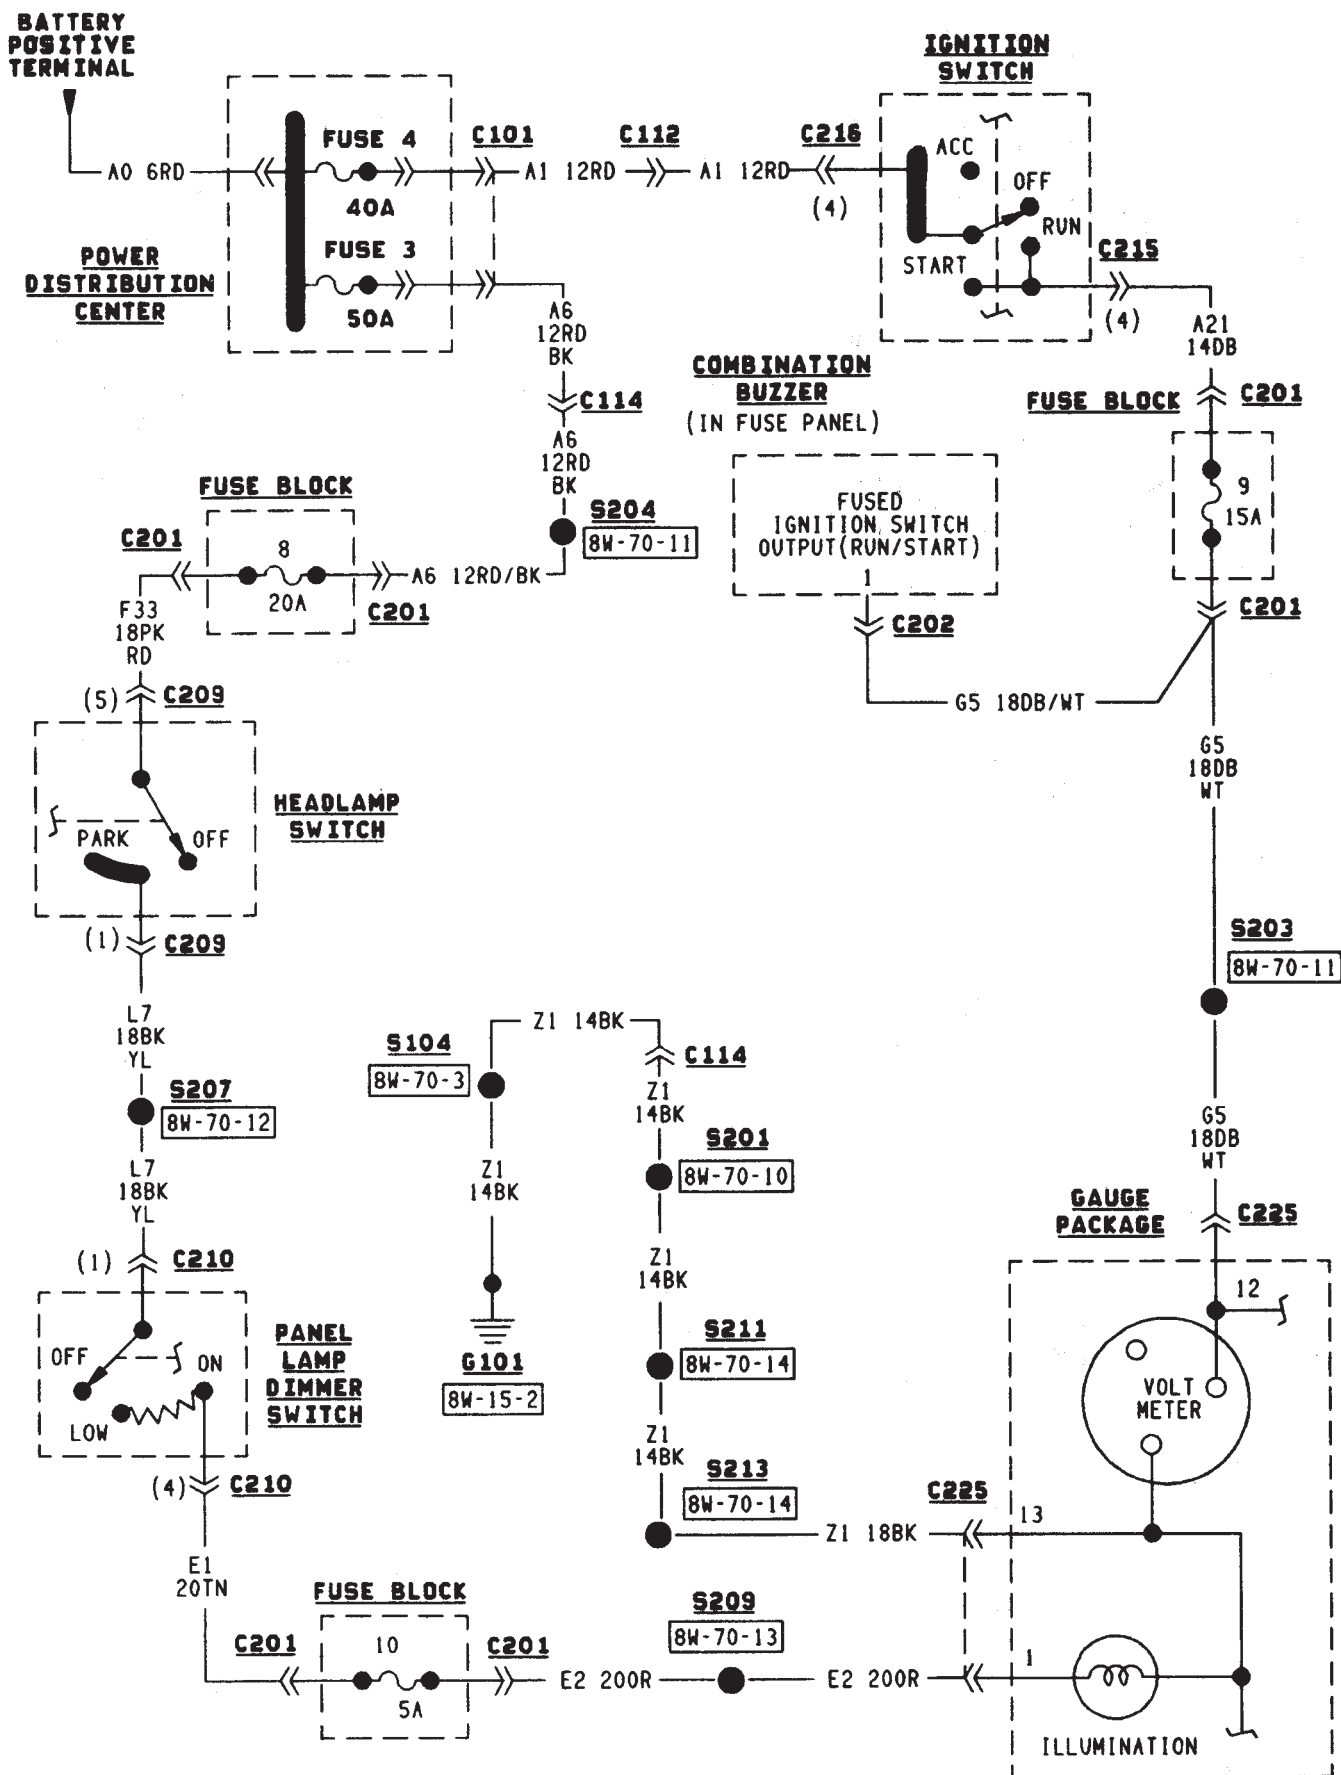 BATTERY
POSITIVE
TERMINAL
IGNITION
SWITCH
FUSE 4
C101
C112
C216
ACC
OFF
A0 6RD
A1 12RD
A1 12RD
40A
(4)
RUN
FUSE 3
C215
START
POWER
DISTRIBUTION
CENTER
50A
A6
12RD
BK
(4)
A21
14DB
COMBINATION
BUZZER
(IN FUSE PANEL)
C114
FUSE BLOCK
C201
A6
12RD
BK
FUSE BLOCK
S204
8W-70-11
9
15A
FUSED
IGNITION SWITCH
OUTPUT(RUN/START)
1
C201
8
20A
A6 12RD/BK
C201
C202
C201
F33
18PK
RD
(5)
C209
G5 18DB/WT
G5
18DB
WT
HEADLAMP
SWITCH
PARK
OFF
(1)
C209
S203
8W-70-11
L7
18BK
YL
S104
8W-70-3
Z1 14BK
C114
Z1
14BK
S207
8W-70-12
S201
8W-70-10
G5
18DB
WT
L7
18BK
YL
Z1
14BK
GAUGE
PACKAGE
C225
(1)
C210
Z1
14BK
12
PANEL
LAMP
DIMMER
SWITCH
OFF
ON
LOW
G101
8W-15-2
S211
8W-70-14
VOLT
METER
Z1
14BK
S213
8W-70-14
(4)
C210
C225
Z1 18BK
13
E1
20TN
FUSE BLOCK
S209
8W-70-13
C201
10
5A
C201
E2 200R
E2 200R
1
ILLUMINATION